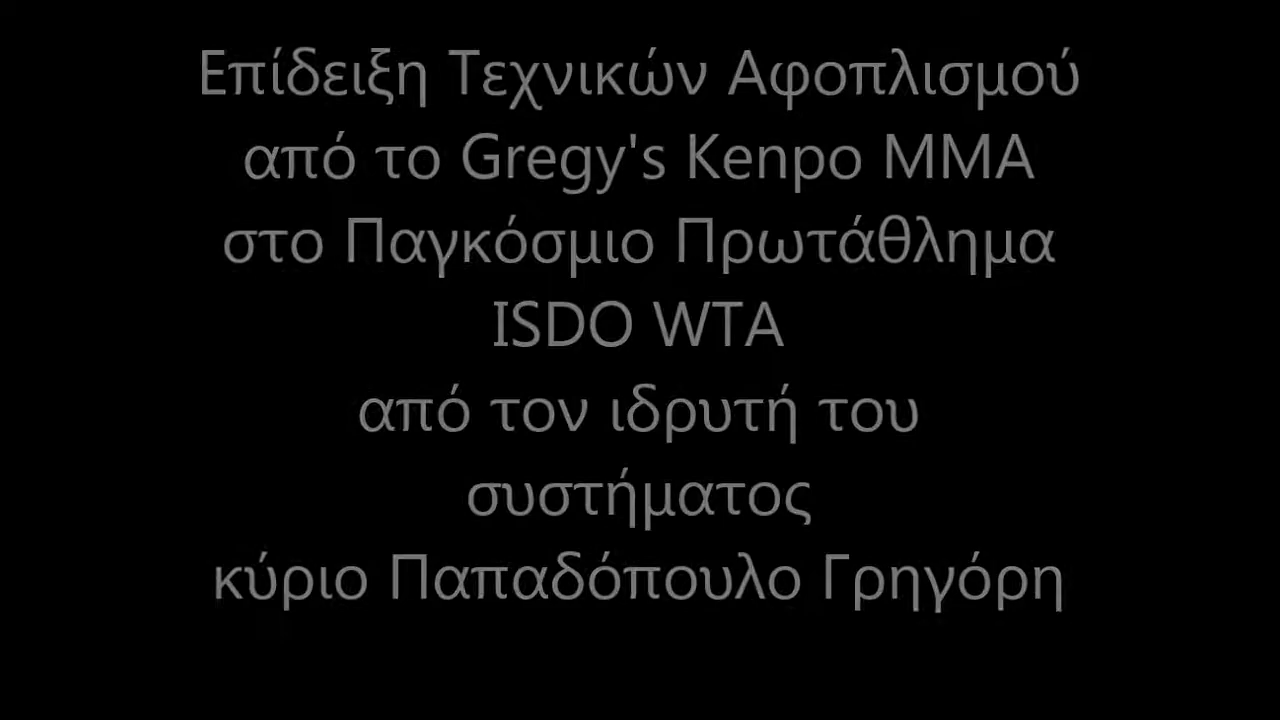 Επίδειξη Τεχνικών Αφοπλισμού
από το Gregy's Kenpo MMA
στο Παγκόσμιο Πρωτάθλημα
ISDO WTA
από τον ιδρυτή του
συστήματος
κύριο Παπαδόπουλο Γρηγόρη